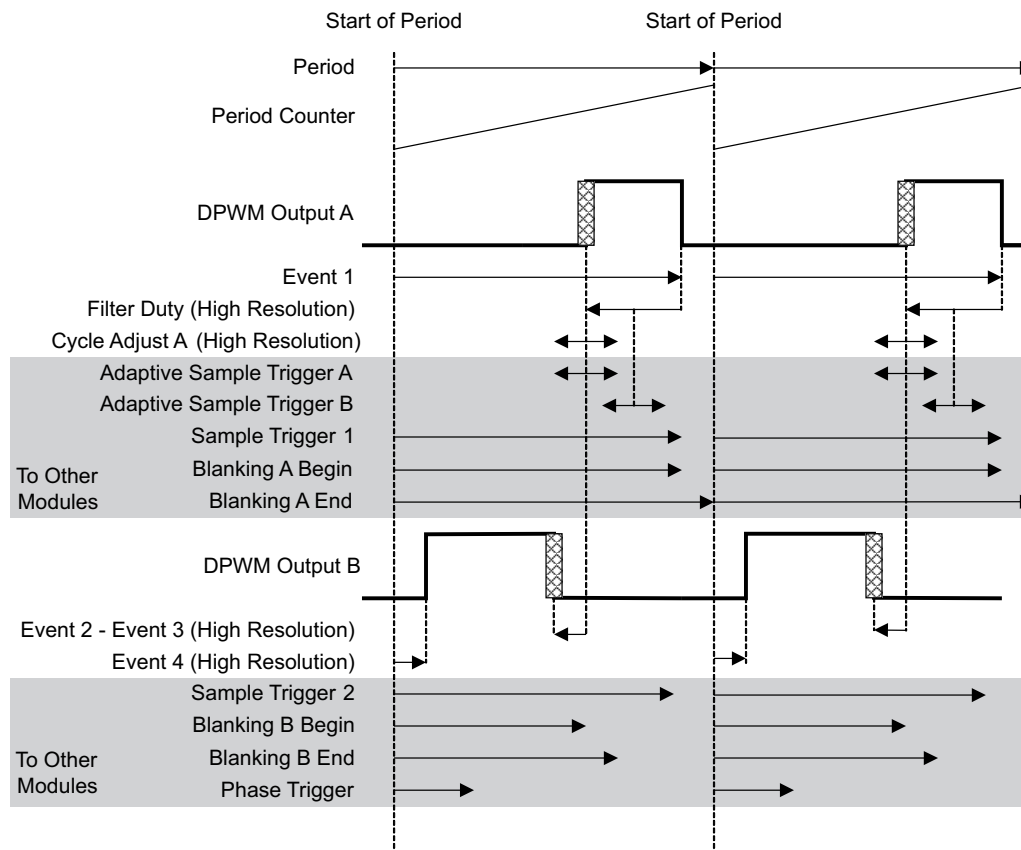 Start of Period
Start of Period
Period
Period Counter
DPWM Output A
Event 1
Filter Duty (High Resolution)
Cycle Adjust A (High Resolution)
Adaptive Sample Trigger A
Adaptive Sample Trigger B
Sample Trigger 1
Blanking A Begin
Blanking A End
To Other
Modules
DPWM Output B
Event 2 - Event 3 (High Resolution)
Event 4 (High Resolution)
Sample Trigger 2
Blanking B Begin
Blanking B End
Phase Trigger
To Other
Modules